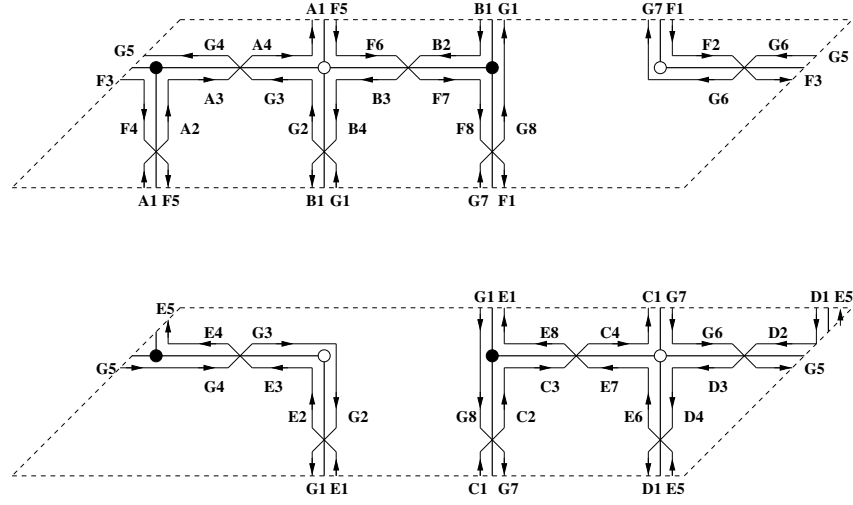 A1 F5 B1 G1 G7 F1
G5 G4 A4 F6 B2 F2 G6 G5
F3 A3 G3 B3 F7 G6 F3
F4 A2 G2 B4 F8 G8
A1 F5 B1 G1 G7 F1
E5 G1 E1 C1 G7 D1 E5
E4 G3 E8 C4 G6 D2
G5 G4 E3 C3 E7 D3 G5
E2 G2 G8 C2 E6 D4
G1 E1 C1 G7 D1 E5